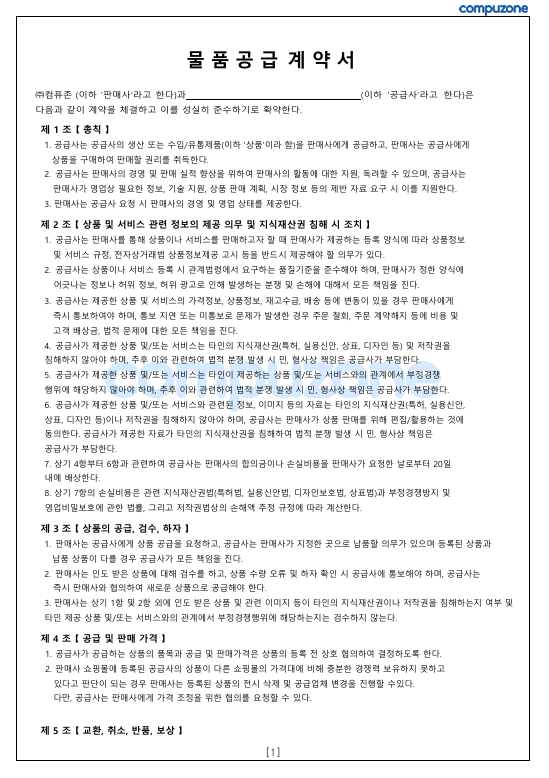 compuzone
물 품 공 급 계 약 서
㈜컴퓨존 (이하 '판매사'라고 한다)과 (이하 '공급사'라고 한다)은
다음과 같이 계약을 체결하고 이를 성실히 준수하기로 확약한다.
제 1 조 【 총칙 】
1. 공급사는 공급사의 생산 또는 수입/유통제품(이하 '상품'이라 함)을 판매사에게 공급하고, 판매사는 공급사에게
상품을 구매하여 판매할 권리를 취득한다.
2. 공급사는 판매사의 경영 및 판매 실적 향상을 위하여 판매사의 활동에 대한 지원, 독려할 수 있으며, 공급사는
판매사가 영업상 필요한 정보, 기술 지원, 상품 판매 계획, 시장 정보 등의 제반 자료 요구 시 이를 지원한다.
3. 판매사는 공급사 요청 시 판매사의 경영 및 영업 상태를 제공한다.
제 2 조 【 상품 및 서비스 관련 정보의 제공 의무 및 지식재산권 침해 시 조치 】
1. 공급사는 판매사를 통해 상품이나 서비스를 판매하고자 할 때 판매사가 제공하는 등록 양식에 따라 상품정보
및 서비스 규정, 전자상거래법 상품정보제공 고시 등을 반드시 제공해야 할 의무가 있다.
2. 공급사는 상품이나 서비스 등록 시 관계법령에서 요구하는 품질기준을 준수해야 하며, 판매사가 정한 양식에
어긋나는 정보나 허위 정보, 허위 광고로 인해 발생하는 분쟁 및 손해에 대해서 모든 책임을 진다.
3. 공급사는 제공한 상품 및 서비스의 가격정보, 상품정보, 재고수급, 배송 등에 변동이 있을 경우 판매사에게
즉시 통보하여야 하며, 통보 지연 또는 미통보로 문제가 발생한 경우 주문 철회, 주문 계약해지 등에 비용 및
고객 배상금, 법적 문제에 대한 모든 책임을 진다.
4. 공급사가 제공한 상품 및/또는 서비스는 타인의 지식재산권(특허, 실용신안, 상표, 디자인 등) 및 저작권을
침해하지 않아야 하며, 추후 이와 관련하여 법적 분쟁 발생 시 민, 형사상 책임은 공급사가 부담한다.
5. 공급사가 제공한 상품 및/또는 서비스는 타인이 제공하는 상품 및/또는 서비스와의 관계에서 부정경쟁
행위에 해당하지 않아야 하며, 추후 이와 관련하여 법적 분쟁 발생 시 민, 형사상 책임은 공급사가 부담한다.
6. 공급사가 제공한 상품 및/또는 서비스와 관련된 정보, 이미지 등의 자료는 타인의 지식재산권(특허, 실용신안,
상표, 디자인 등)이나 저작권을 침해하지 않아야 하며, 공급사는 판매사가 상품 판매를 위해 편집/활용하는 것에
동의한다. 공급사가 제공한 자료가 타인의 지식재산권을 침해하여 법적 분쟁 발생 시 민, 형사상 책임은
공급사가 부담한다.
7. 상기 4항부터 6항과 관련하여 공급사는 판매사의 합의금이나 손실비용을 판매사가 요청한 날로부터 20일
내에 배상한다.
8. 상기 7항의 손실비용은 관련 지식재산권법(특허법, 실용신안법, 디자인보호법, 상표법)과 부정경쟁방지 및
영업비밀보호에 관한 법률, 그리고 저작권법상의 손해액 추정 규정에 따라 계산한다.
제 3 조 【 상품의 공급, 검수, 하자 】
1. 판매사는 공급사에게 상품 공급을 요청하고, 공급사는 판매사가 지정한 곳으로 납품할 의무가 있으며 등록된 상품과
납품 상품이 다를 경우 공급사가 모든 책임을 진다.
2. 판매사는 인도 받은 상품에 대해 검수를 하고, 상품 수량 오류 및 하자 확인 시 공급사에 통보해야 하며, 공급사는
즉시 판매사와 협의하여 새로운 상품으로 공급해야 한다.
3. 판매사는 상기 1항 및 2항 외에 인도 받은 상품 및 관련 이미지 등이 타인의 지식재산권이나 저작권을 침해하는지 여부 및
타인 제공 상품 및/또는 서비스와의 관계에서 부정경쟁행위에 해당하는지는 검수하지 않는다.
제 4 조 【 공급 및 판매 가격 】
1. 공급사가 공급하는 상품의 품목과 공급 및 판매가격은 상품의 등록 전 상호 협의하여 결정하도록 한다.
2. 판매사 쇼핑몰에 등록된 공급사의 상품이 다른 쇼핑몰의 가격대에 비해 충분한 경쟁력 보유하지 못하고
있다고 판단이 되는 경우 판매사는 등록된 상품의 전시 삭제 및 공급업체 변경을 진행할 수있다.
다만, 공급사는 판매사에게 가격 조정을 위한 협의를 요청할 수 있다.
제 5 조 【 교환, 취소, 반품, 보상 】
[1]